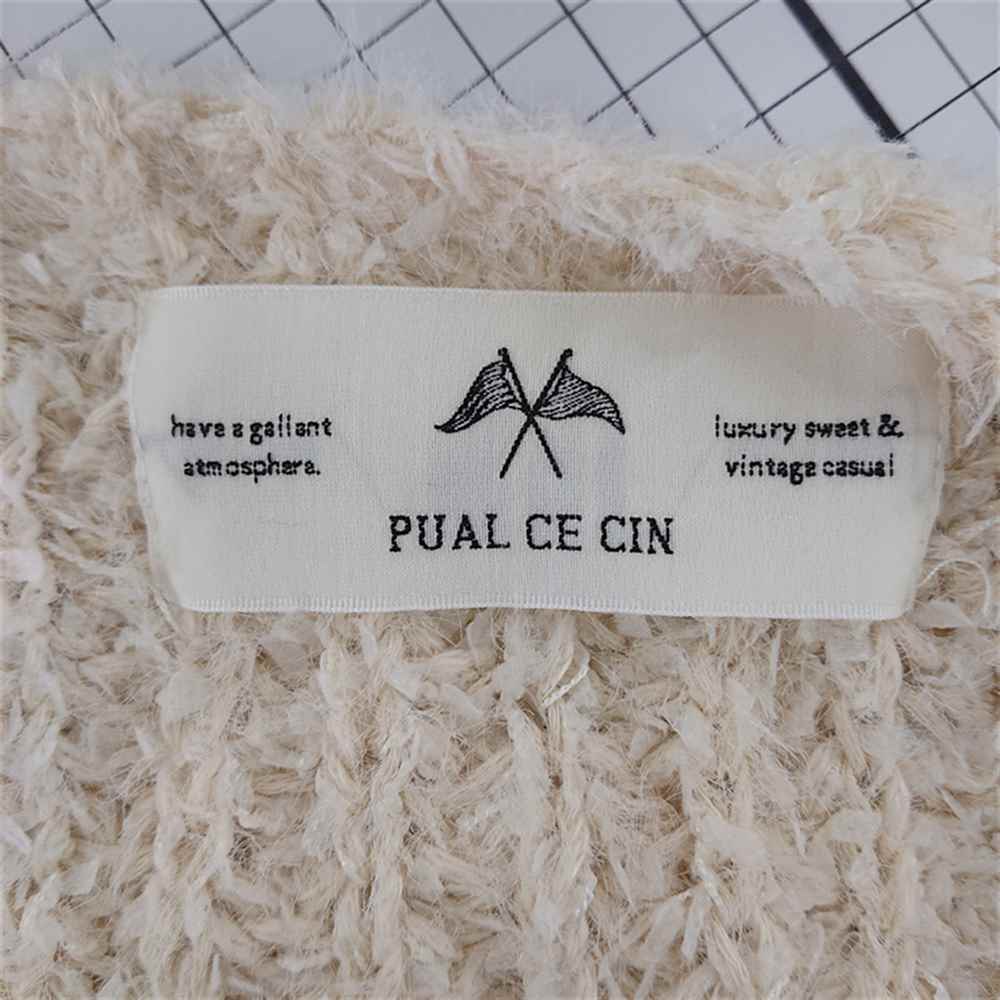 have a gallant
atmosphere.
luxury sweet &
vintage casual
PUAL CE CIN